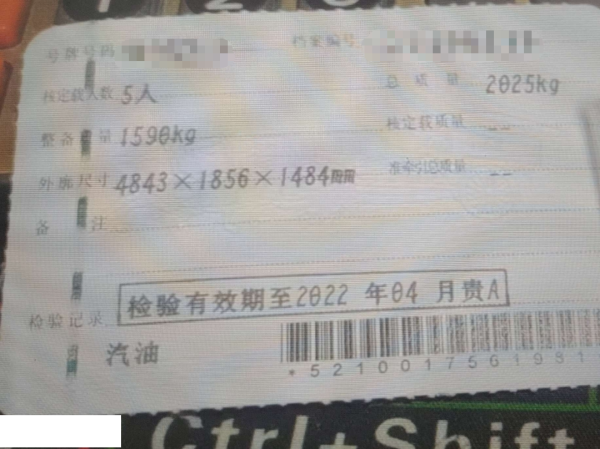 号牌号码 档案编号
核定载人数 5人 总质量 2025kg
整备质量 1590kg 核定载质量 --
外廓尺寸 4843×1856×1484mm 准牵引总质量 --
备注
检验有效期至2022 年04 月贵A
检验记录
汽油
*5210017561981
Ctrl+Shift